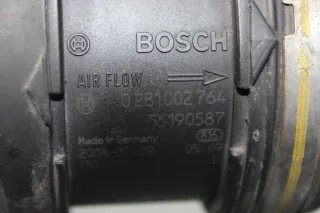 BOSCH
AIR FLOW
0 281 002 764
55190587
Made in Germany